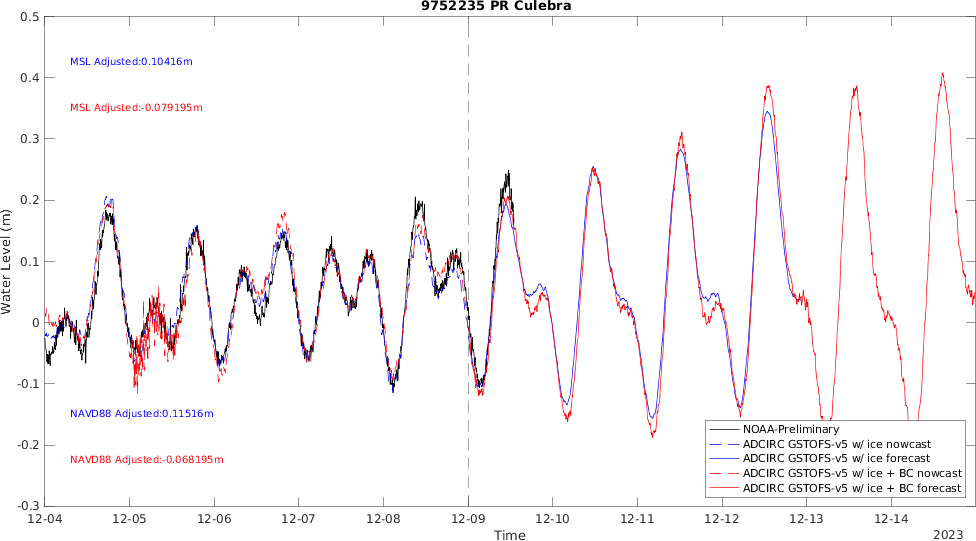 9752235 PR Culebra
0.5
0.4
0.3
0.2
0.1
0
-0.1
-0.2
-0.3
Water Level (m)
MSL Adjusted:0.10416m
MSL Adjusted:-0.079195m
NAVD88 Adjusted:0.11516m
NAVD88 Adjusted:-0.068195m
NOAA-Preliminary
ADCIRC GSTOFS-v5 w/ ice nowcast
ADCIRC GSTOFS-v5 w/ ice forecast
ADCIRC GSTOFS-v5 w/ ice + BC nowcast
ADCIRC GSTOFS-v5 w/ ice + BC forecast
12-04 12-05 12-06 12-07 12-08 12-09 12-10 12-11 12-12 12-13 12-14
Time
2023